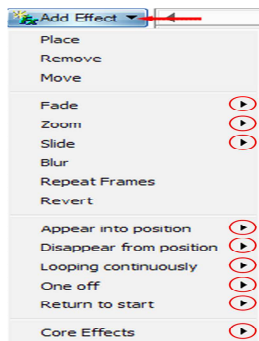 Add Effect
Place
Remove
Move
Fade
Zoom
Slide
Blur
Repeat Frames
Revert
Appear into position
Disappear from position
Looping continuously
One off
Return to start
Core Effects